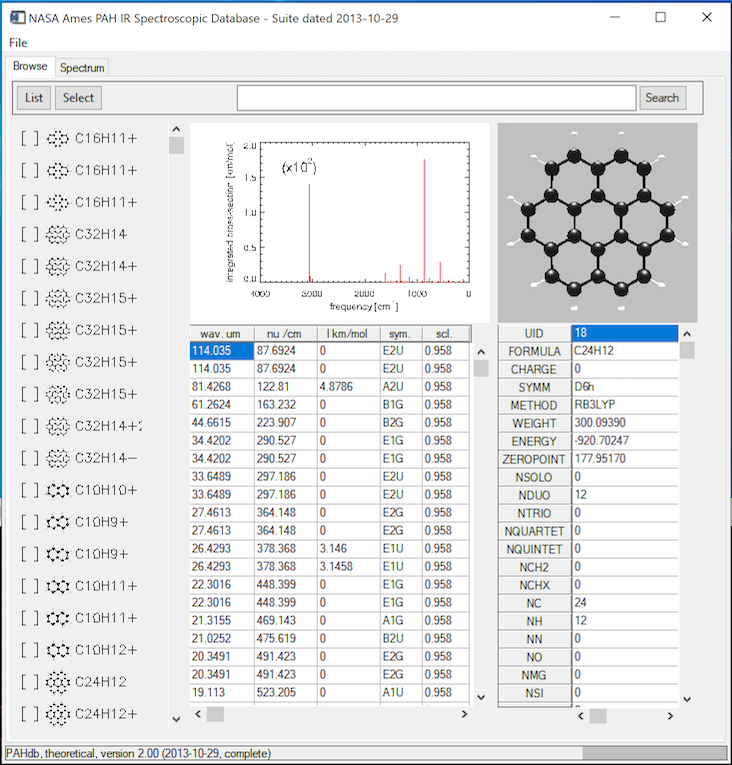 NASA Ames PAH IR Spectroscopic Database - Suite dated 2013-10-29
File
Browse Spectrum
List Select Search
[ ] C16H11+
[ ] C16H11+
[ ] C16H11+
[ ] C32H14
[ ] C32H14+
[ ] C32H15+
[ ] C32H15+
[ ] C32H15+
[ ] C32H15+
[ ] C32H14+2
[ ] C32H14−
[ ] C10H10+
[ ] C10H9+
[ ] C10H9+
[ ] C10H11+
[ ] C10H11+
[ ] C10H12+
[ ] C24H12
[ ] C24H12+
integrated cross-section [km/mol]
2.0
1.5
1.0
0.5
0.0
(x10²)
4000 3000 2000 1000 0
frequency [cm⁻¹]
wav. um nu /cm I km/mol sym. scl.
114.035 87.6924 0 E2U 0.958
114.035 87.6924 0 E2U 0.958
81.4268 122.81 4.8786 A2U 0.958
61.2624 163.232 0 B1G 0.958
44.6615 223.907 0 B2G 0.958
34.4202 290.527 0 E1G 0.958
34.4202 290.527 0 E1G 0.958
33.6489 297.186 0 E2U 0.958
33.6489 297.186 0 E2U 0.958
27.4613 364.148 0 E2G 0.958
27.4613 364.148 0 E2G 0.958
26.4293 378.368 3.146 E1U 0.958
26.4293 378.368 3.1458 E1U 0.958
22.3016 448.399 0 E1G 0.958
22.3016 448.399 0 E1G 0.958
21.3155 469.143 0 A1G 0.958
21.0252 475.619 0 B2U 0.958
20.3491 491.423 0 E2G 0.958
20.3491 491.423 0 E2G 0.958
19.113 523.205 0 A1U 0.958
UID 18
FORMULA C24H12
CHARGE 0
SYMM D6h
METHOD RB3LYP
WEIGHT 300.09390
ENERGY -920.70247
ZEROPOINT 177.95170
NSOLO 0
NDUO 12
NTRIO 0
NQUARTET 0
NQUINTET 0
NCH2 0
NCHX 0
NC 24
NH 12
NN 0
NO 0
NMG 0
NSI 0
PAHdb, theoretical, version 2.00 (2013-10-29, complete)